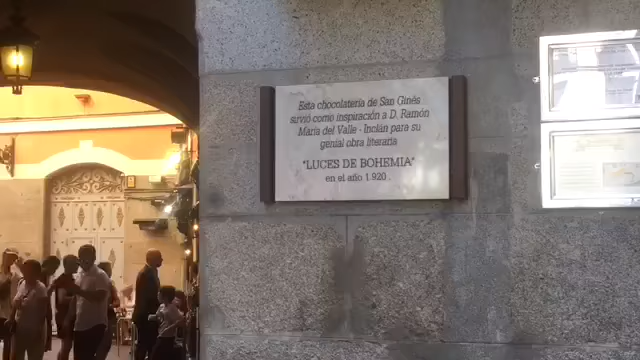 Esta chocolatería de San Ginés
sirvió como inspiración a D. Ramón
María del Valle - Inclán para su
genial obra literaria
"LUCES DE BOHEMIA"
en el año 1.920.